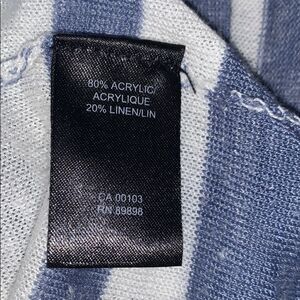 80% ACRYLIC/
ACRYLIQUE
20% LINEN/LIN
CA 00103
RN 89898